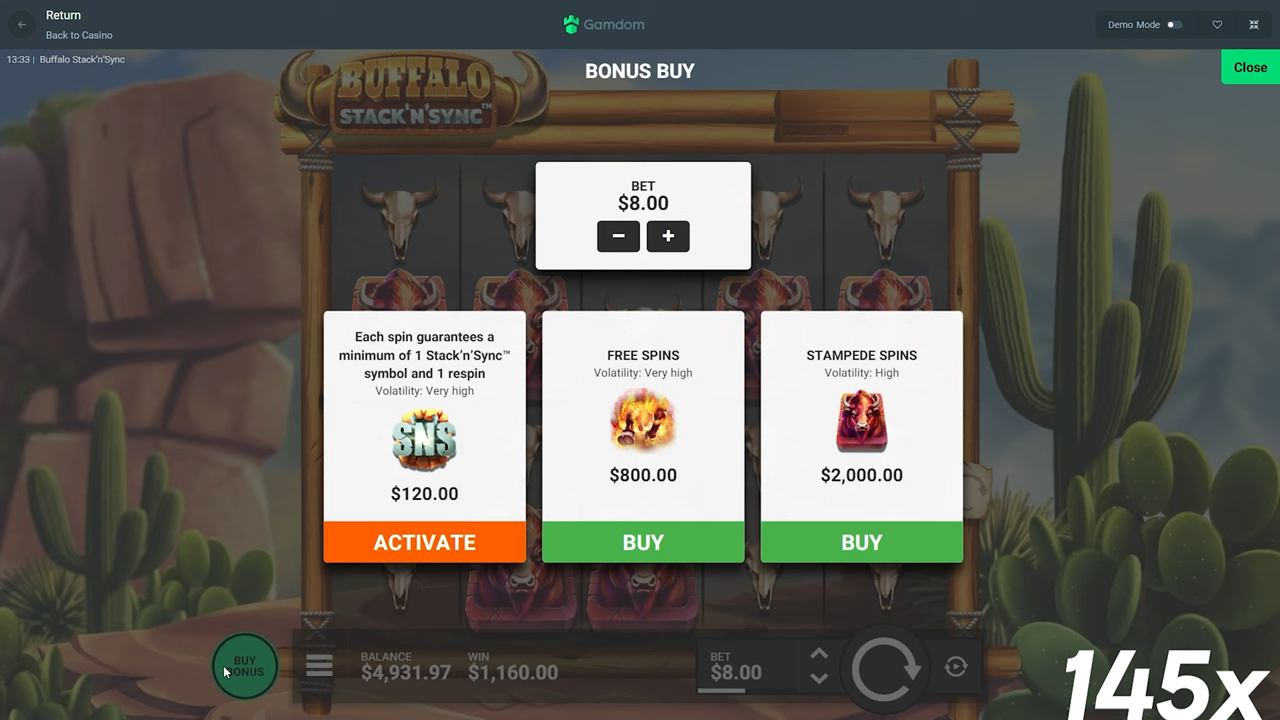 Return
Back to Casino
Gamdom
Demo Mode
13:33 | Buffalo Stack'n'Sync
BUFFALO
STACK'N'SYNC™
BONUS BUY
Close
BET
$8.00
Each spin guarantees a
minimum of 1 Stack'n'Sync™
symbol and 1 respin
Volatility: Very high
SNS
$120.00
ACTIVATE
FREE SPINS
Volatility: Very high
$800.00
BUY
STAMPEDE SPINS
Volatility: High
$2,000.00
BUY
BUY
BONUS
BALANCE
$4,931.97
WIN
$1,160.00
BET
$8.00
145x